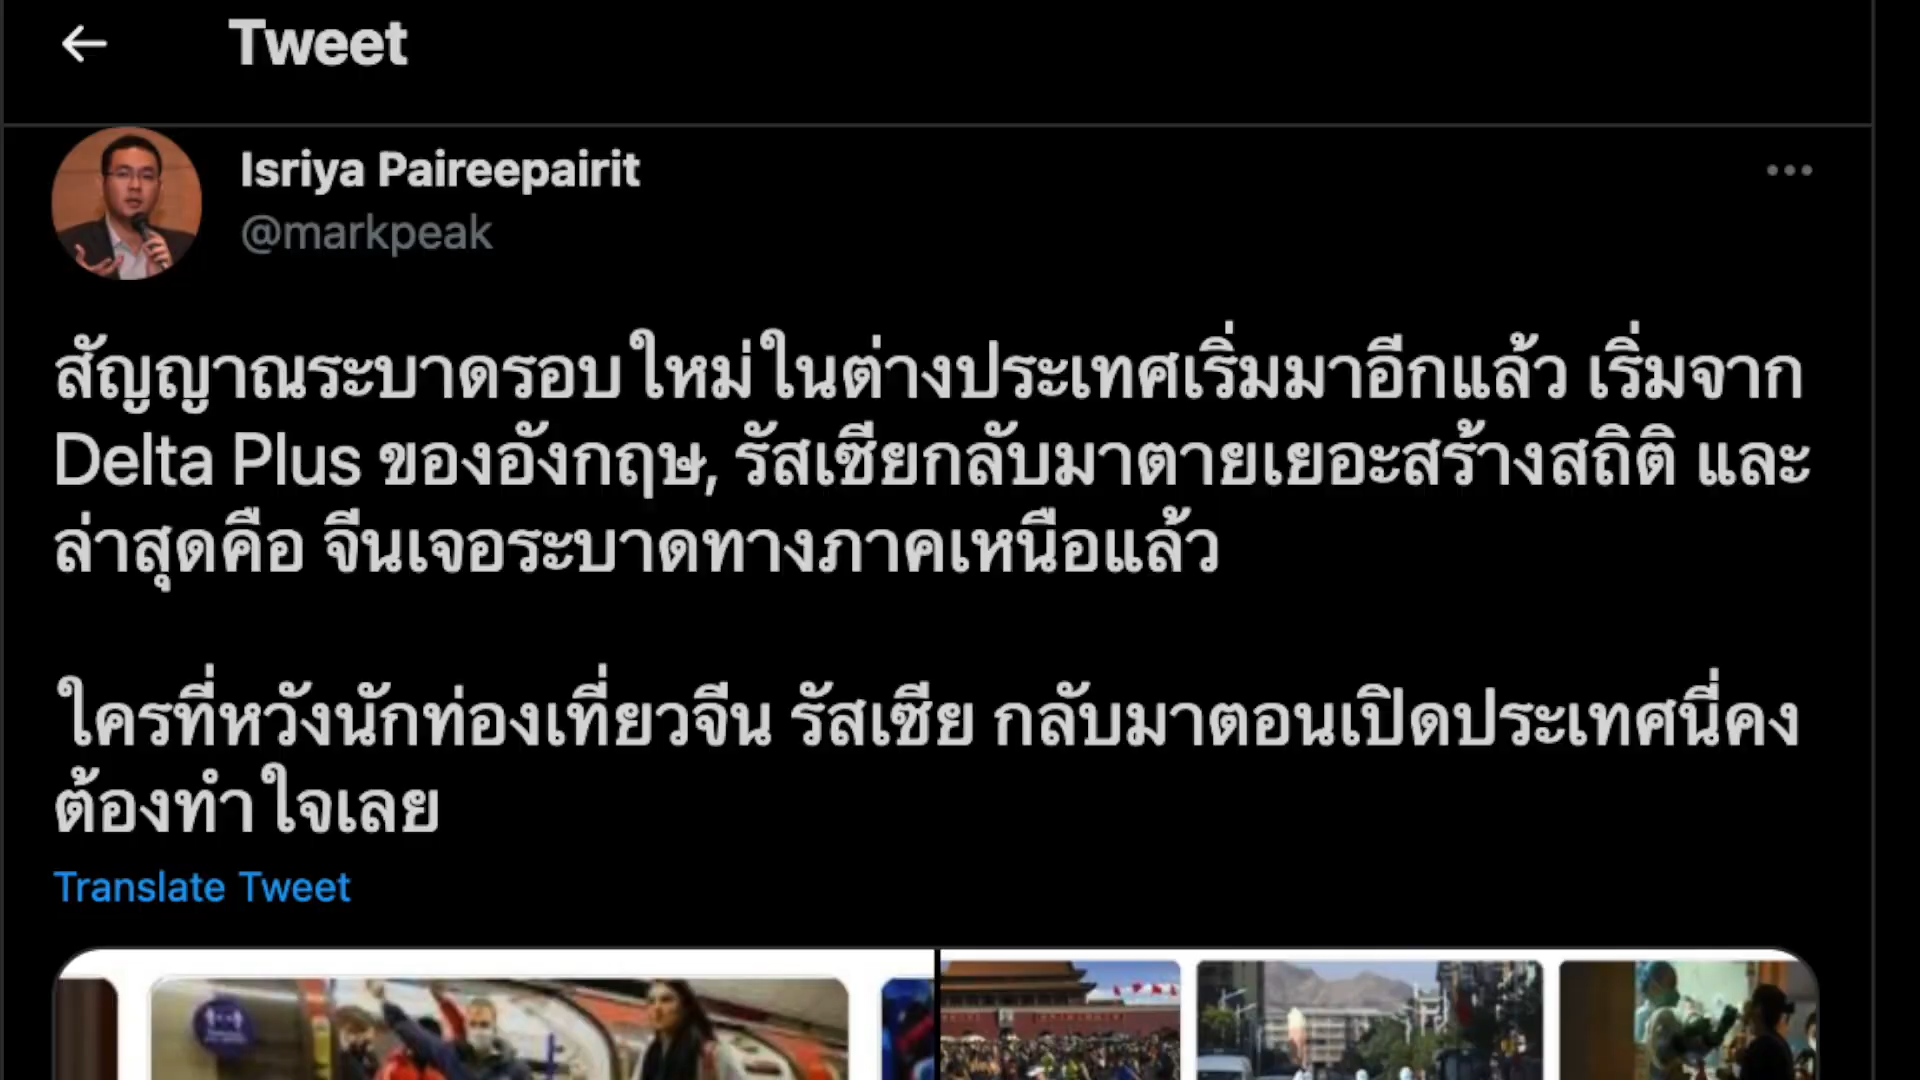 Tweet
Isriya Paireepairit
@markpeak
สัญญาณระบาดรอบใหม่ในต่างประเทศเริ่มมาอีกแล้ว เริ่มจาก
Delta Plus ของอังกฤษ, รัสเซียกลับมาตายเยอะสร้างสถิติ และ
ล่าสุดคือ จีนเจอระบาดทางภาคเหนือแล้ว
ใครที่หวังนักท่องเที่ยวจีน รัสเซีย กลับมาตอนเปิดประเทศนี่คง
ต้องทำใจเลย
Translate Tweet